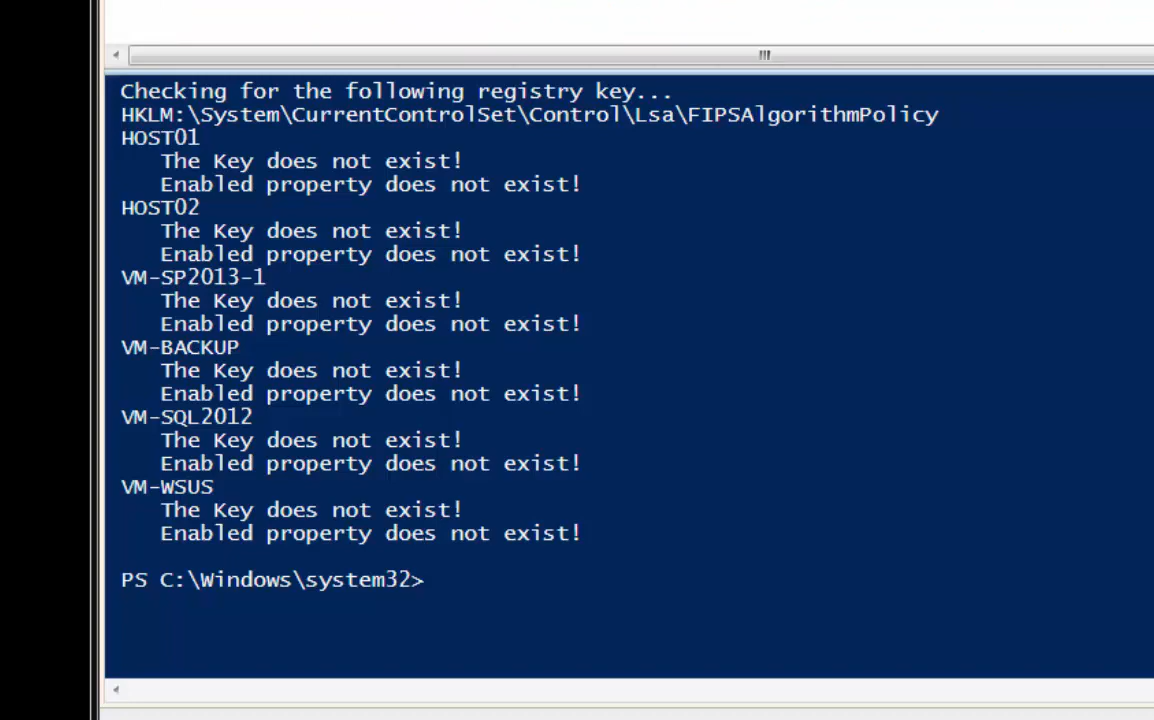 Checking for the following registry key...
HKLM:\System\CurrentControlSet\Control\Lsa\FIPSAlgorithmPolicy
HOST01
The Key does not exist!
Enabled property does not exist!
HOST02
The Key does not exist!
Enabled property does not exist!
VM-SP2013-1
The Key does not exist!
Enabled property does not exist!
VM-BACKUP
The Key does not exist!
Enabled property does not exist!
VM-SQL2012
The Key does not exist!
Enabled property does not exist!
VM-WSUS
The Key does not exist!
Enabled property does not exist!
PS C:\Windows\system32>